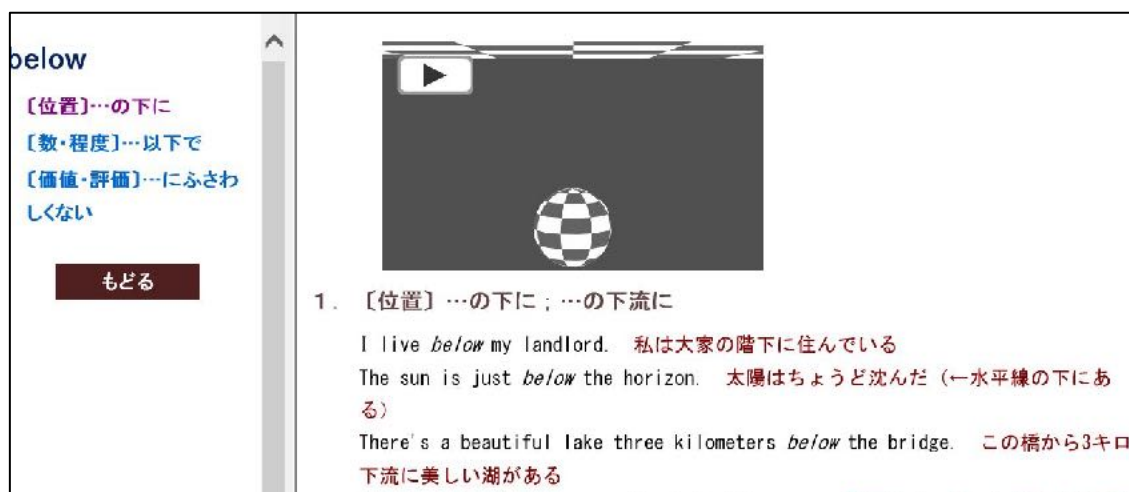 below
〔位置〕…の下に
〔数・程度〕…以下で
〔価値・評価〕…にふさわ
しくない
もどる
1. 〔位置〕…の下に；…の下流に
I live below my landlord. 私は大家の階下に住んでいる
The sun is just below the horizon. 太陽はちょうど沈んだ（←水平線の下にあ
る）
There's a beautiful lake three kilometers below the bridge. この橋から3キロ
下流に美しい湖がある